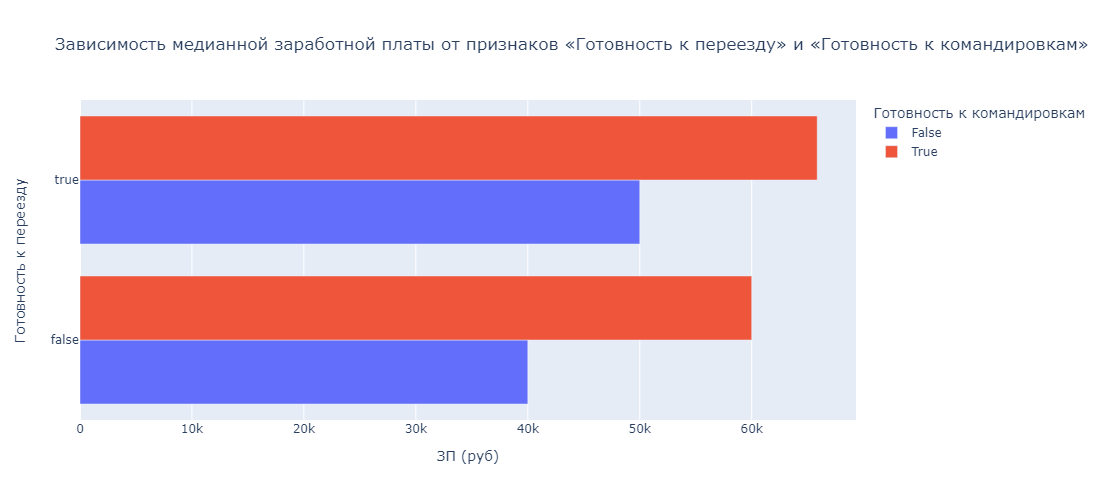 Зависимость медианной заработной платы от признаков «Готовность к переезду» и «Готовность к командировкам»
Готовность к командировкам
False
True
Готовность к переезду
true
false
0 10k 20k 30k 40k 50k 60k
ЗП (руб)